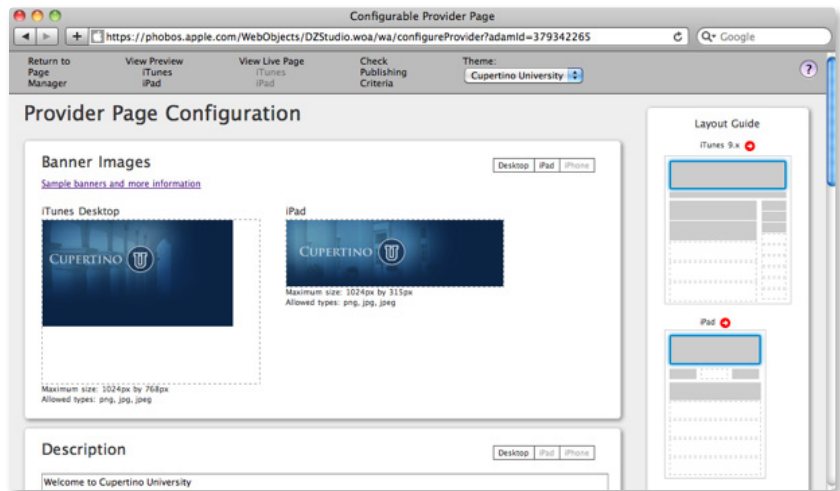 Configurable Provider Page
https://phobos.apple.com/WebObjects/DZStudio.woa/wa/configureProvider?adamId=379342265
Google
Return to
Page
Manager
View Preview
iTunes
iPad
View Live Page
iTunes
iPad
Check
Publishing
Criteria
Theme:
Cupertino University
?
Provider Page Configuration
Banner Images
Desktop iPad iPhone
Sample banners and more information
iTunes Desktop
CUPERTINO U
Maximum size: 1024px by 768px
Allowed types: png, jpg, jpeg
iPad
CUPERTINO U
Maximum size: 1024px by 315px
Allowed types: png, jpg, jpeg
Description
Desktop iPad iPhone
Welcome to Cupertino University
Layout Guide
iTunes 9.x
iPad